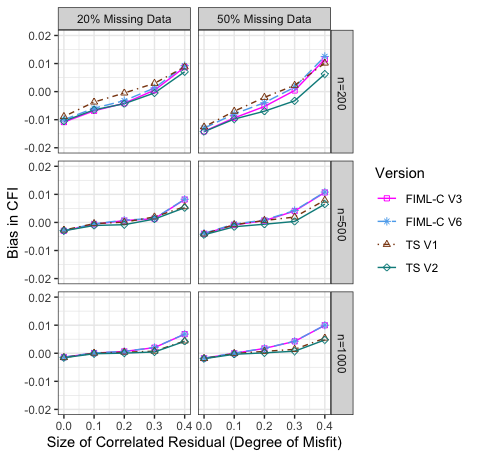 20% Missing Data
50% Missing Data
0.02
0.01
0.00
-0.01
-0.02
n=200
0.02
0.01
0.00
-0.01
-0.02
n=500
0.02
0.01
0.00
-0.01
-0.02
n=1000
0.0 0.1 0.2 0.3 0.4
0.0 0.1 0.2 0.3 0.4
Bias in CFI
Size of Correlated Residual (Degree of Misfit)
Version
FIML-C V3
FIML-C V6
TS V1
TS V2